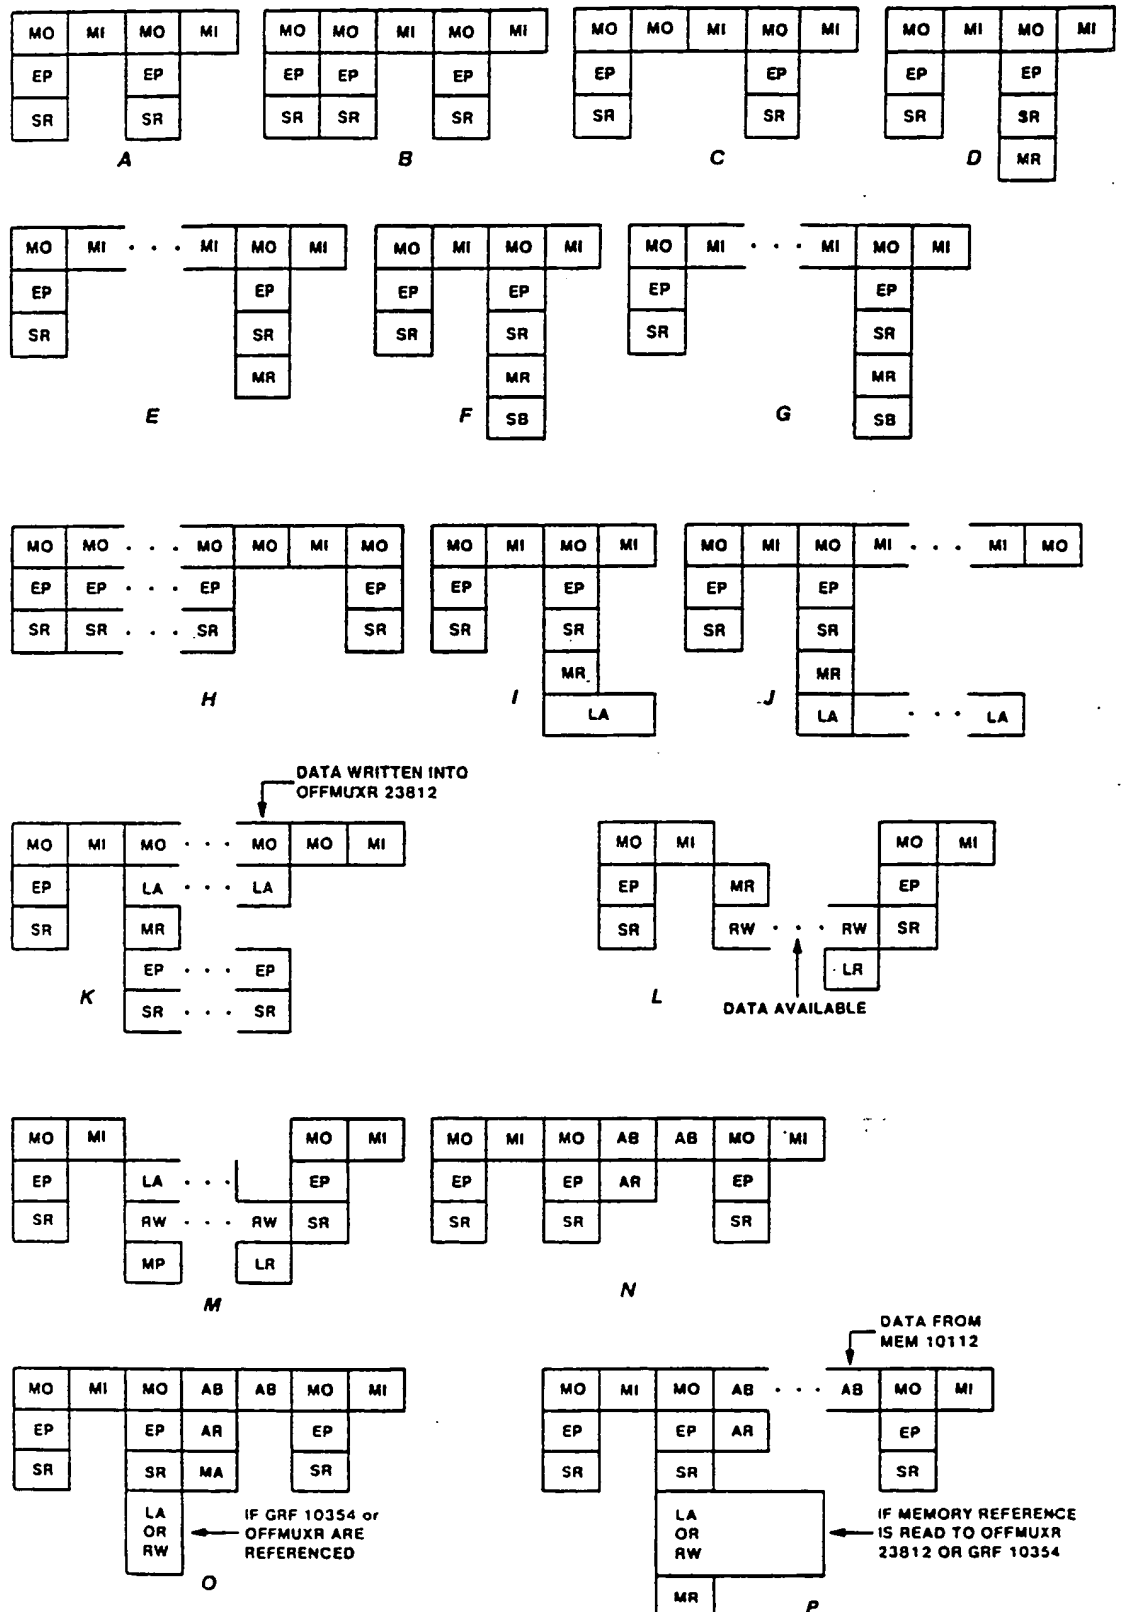 MO MI MO MI
EP EP
SR SR
A
MO MO MI MO MI
EP EP EP
SR SR SR
B
MO MO MI MO MI
EP EP
SR SR
C
MO MI MO MI
EP EP
SR SR
MR
D
MO MI . . . MI MO MI
EP EP
SR SR
MR
E
MO MI MO MI
EP EP
SR SR
MR
SB
F
MO MI . . . MI MO MI
EP EP
SR SR
MR
SB
G
MO MO . . . MO MO MI MO
EP EP . . . EP EP
SR SR . . . SR SR
H
MO MI MO MI
EP EP
SR SR
MR
LA
I
MO MI MO MI . . . MI MO
EP EP
SR SR
MR
LA . . . LA
J
DATA WRITTEN INTO
OFFMUXR 23812
MO MI MO . . . MO MO MI
EP LA . . . LA
SR MR
EP . . . EP
SR . . . SR
K
MO MI MO MI
EP MR EP
SR RW . . . RW SR
LR
DATA AVAILABLE
L
MO MI MO MI
EP LA . . . EP
SR RW . . . RW SR
MP LR
M
MO MI MO AB AB MO MI
EP EP AR EP
SR SR SR
N
MO MI MO AB AB MO MI
EP EP AR EP
SR SR MA SR
LA
OR
RW
IF GRF 10354 or
OFFMUXR ARE
REFERENCED
O
DATA FROM
MEM 10112
MO MI MO AB . . . AB MO MI
EP EP AR EP
SR SR SR
LA
OR
RW
MR
IF MEMORY REFERENCE
IS READ TO OFFMUXR
23812 OR GRF 10354
P